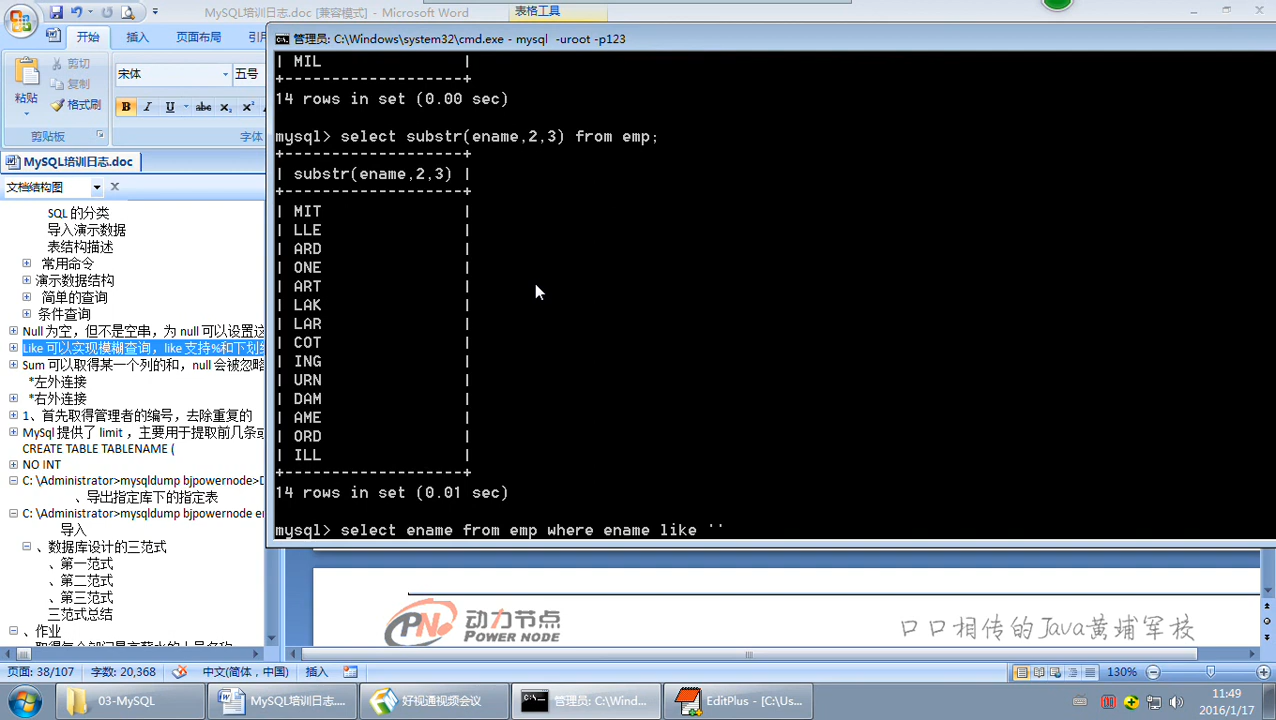 MySQL培训日志.doc [兼容模式] - Microsoft Word
表格工具
开始
插入
页面布局
剪切
复制
格式刷
粘贴
剪贴板
宋体
五号
B I U abc X₂ X²
MySQL培训日志.doc
文档结构图
SQL 的分类
导入演示数据
表结构描述
常用命令
演示数据结构
简单的查询
条件查询
Null 为空，但不是空串，为 null 可以设置这
Like 可以实现模糊查询，like 支持%和下划
Sum 可以取得某一个列的和，null 会被忽略
*左外连接
*右外连接
1、首先取得管理者的编号，去除重复的
MySql 提供了 limit ，主要用于提取前几条或
CREATE TABLE TABLENAME (
NO INT
C: \Administrator>mysqldump bjpowernode>D
、导出指定库下的指定表
C: \Administrator>mysqldump bjpowernode e
导入
、数据库设计的三范式
、第一范式
、第二范式
、第三范式
三范式总结
、作业
管理员: C:\Windows\system32\cmd.exe - mysql -uroot -p123
| MIL |
+-------------------+
14 rows in set (0.00 sec)
mysql> select substr(ename,2,3) from emp;
+-------------------+
| substr(ename,2,3) |
+-------------------+
| MIT |
| LLE |
| ARD |
| ONE |
| ART |
| LAK |
| LAR |
| COT |
| ING |
| URN |
| DAM |
| AME |
| ORD |
| ILL |
+-------------------+
14 rows in set (0.01 sec)
mysql> select ename from emp where ename like ''
动力节点
POWER NODE
口口相传的Java黄埔军校
页面: 38/107
字数: 20,368
中文(简体，中国)
插入
130%
03-MySQL
MySQL培训日志....
好视通视频会议
管理员: C:\Wind...
EditPlus - [C:\Us...
11:49
2016/1/17